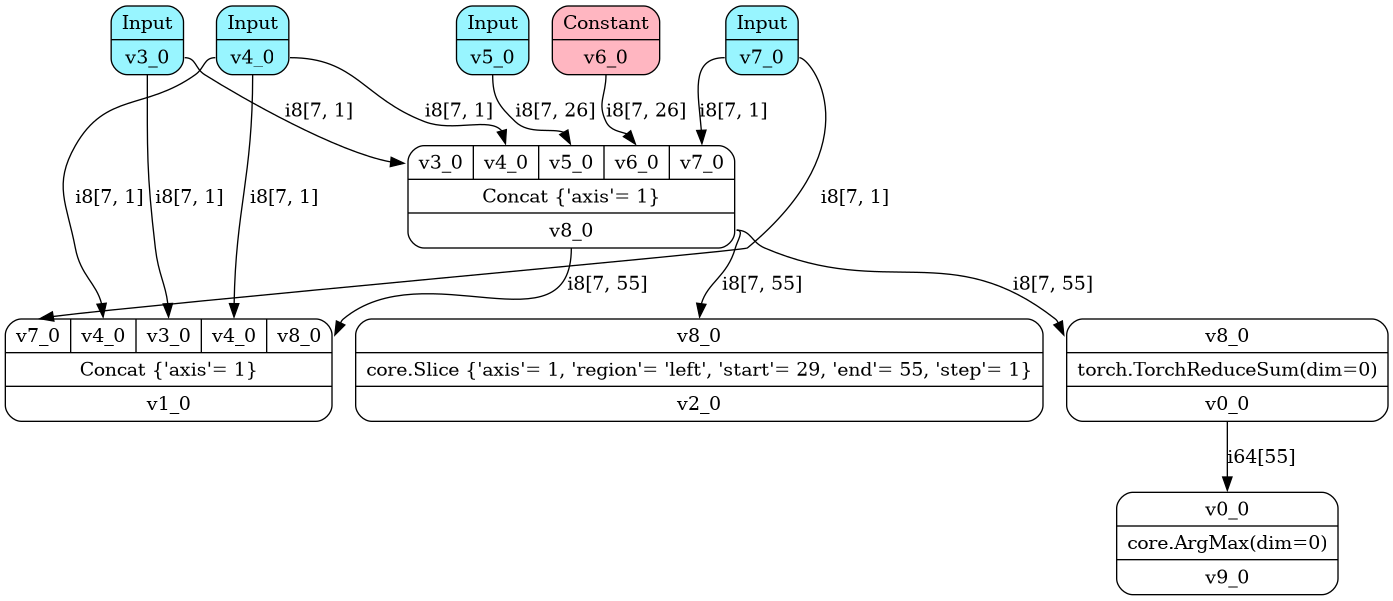 Input
v3_0
Input
v4_0
Input
v5_0
Constant
v6_0
Input
v7_0
i8[7, 1]
i8[7, 1]
i8[7, 26]
i8[7, 26]
i8[7, 1]
v3_0 v4_0 v5_0 v6_0 v7_0
Concat {'axis'= 1}
v8_0
i8[7, 1]
i8[7, 1]
i8[7, 1]
i8[7, 1]
i8[7, 55]
i8[7, 55]
i8[7, 55]
v7_0 v4_0 v3_0 v4_0 v8_0
Concat {'axis'= 1}
v1_0
v8_0
core.Slice {'axis'= 1, 'region'= 'left', 'start'= 29, 'end'= 55, 'step'= 1}
v2_0
v8_0
torch.TorchReduceSum(dim=0)
v0_0
i64[55]
v0_0
core.ArgMax(dim=0)
v9_0